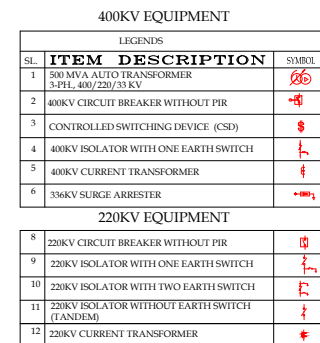 400KV EQUIPMENT
LEGENDS
SL. ITEM DESCRIPTION SYMBOL
1 500 MVA AUTO TRANSFORMER
3-PH., 400/220/33 KV
2 400KV CIRCUIT BREAKER WITHOUT PIR
3 CONTROLLED SWITCHING DEVICE (CSD) $
4 400KV ISOLATOR WITH ONE EARTH SWITCH
5 400KV CURRENT TRANSFORMER
6 336KV SURGE ARRESTER
220KV EQUIPMENT
8 220KV CIRCUIT BREAKER WITHOUT PIR
9 220KV ISOLATOR WITH ONE EARTH SWITCH
10 220KV ISOLATOR WITH TWO EARTH SWITCH
11 220KV ISOLATOR WITHOUT EARTH SWITCH
(TANDEM)
12 220KV CURRENT TRANSFORMER